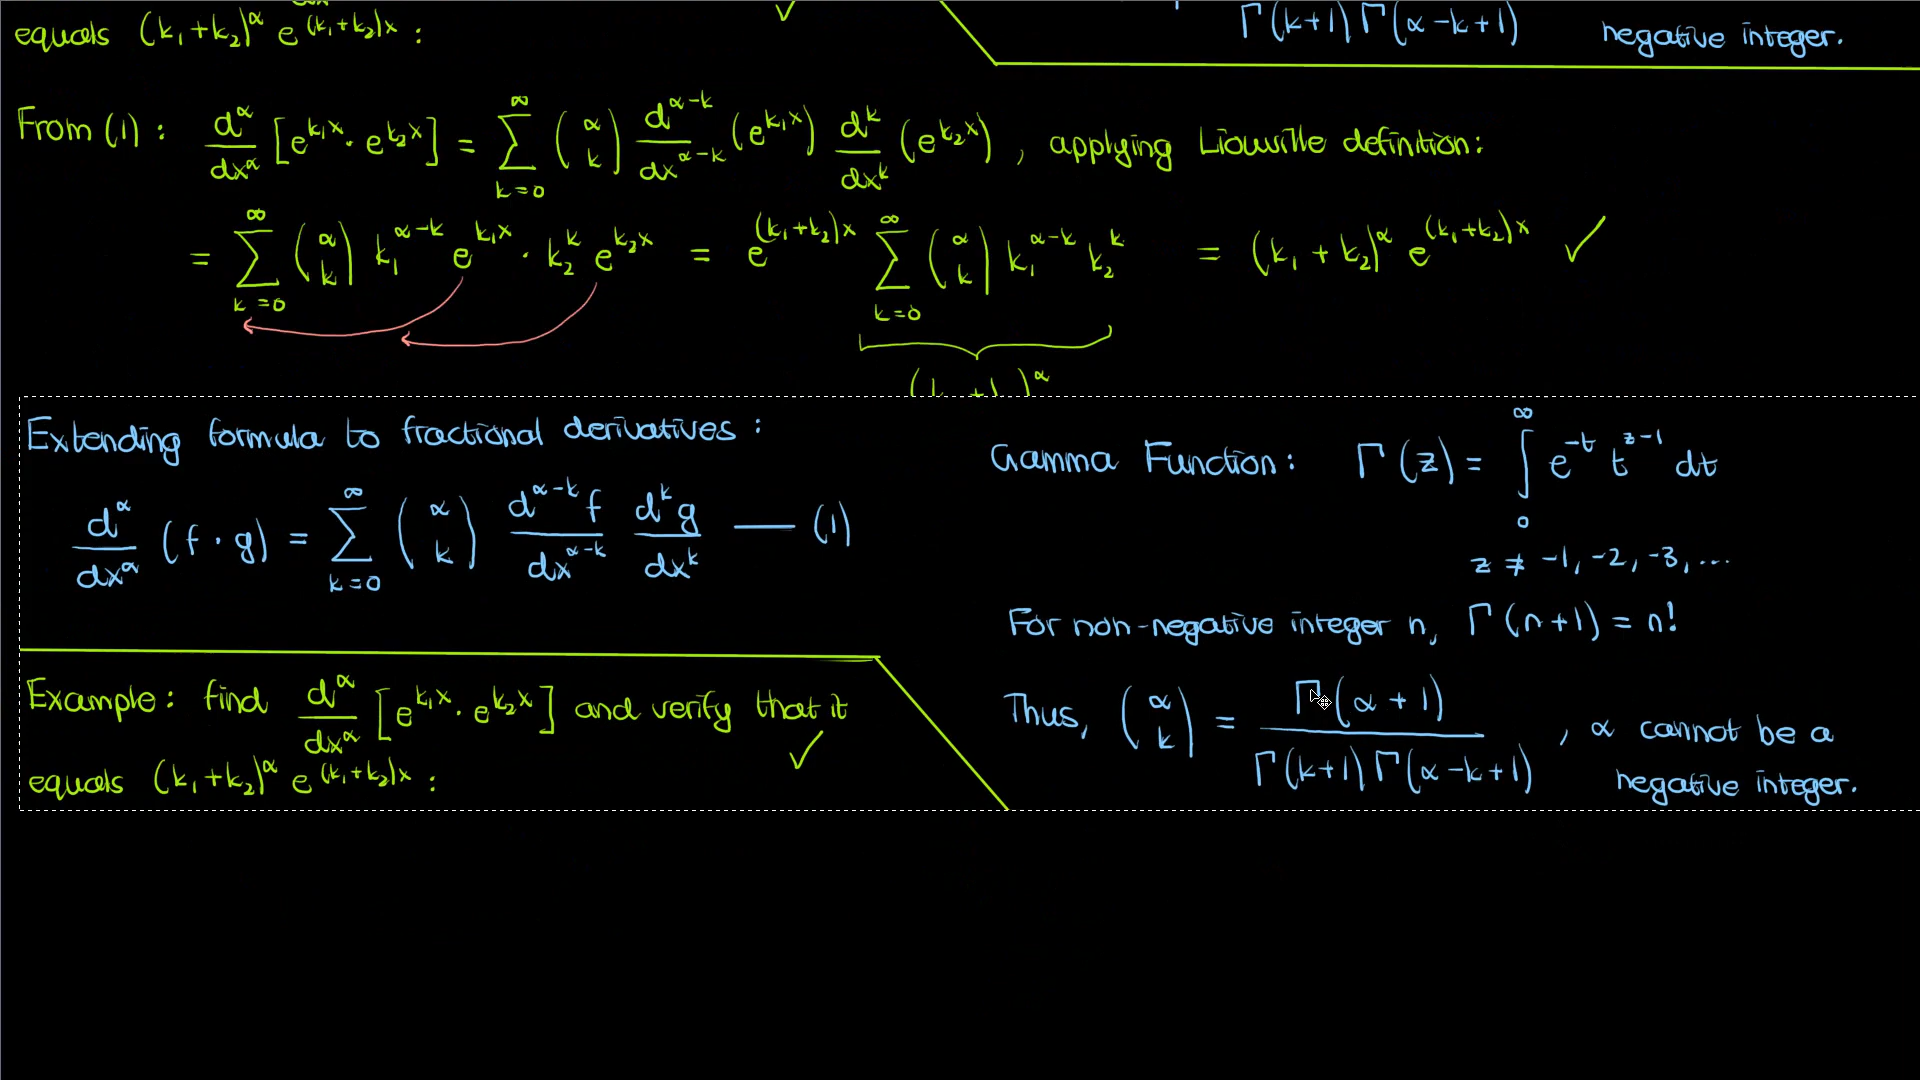 equals (k₁+k₂)^α e^(k₁+k₂)x :
✓
Γ(k+1) Γ(α-k+1)
negative integer.
From (1) : d^α/dx^α [e^k₁x · e^k₂x] = ∑_{k=0}^∞ (α k) d^α-k/dx^α-k (e^k₁x) d^k/dx^k (e^k₂x) , applying Liouville definition:
= ∑_{k=0}^∞ (α k) k₁^α-k e^k₁x · k₂^k e^k₂x = e^(k₁+k₂)x ∑_{k=0}^∞ (α k) k₁^α-k k₂^k = (k₁ + k₂)^α e^(k₁+k₂)x ✓
Extending formula to fractional derivatives :
d^α/dx^α (f · g) = ∑_{k=0}^∞ (α k) d^α-k f/dx^α-k d^k g/dx^k — (1)
Example : find d^α/dx^α [e^k₁x · e^k₂x] and verify that it
equals (k₁+k₂)^α e^(k₁+k₂)x : ✓
Gamma Function : Γ(z) = ∫_0^∞ e^-t t^z-1 dt
z ≠ -1, -2, -3, ...
For non-negative integer n, Γ(n+1) = n!
Thus, (α k) = Γ(α+1)/Γ(k+1) Γ(α-k+1) , α cannot be a
negative integer.